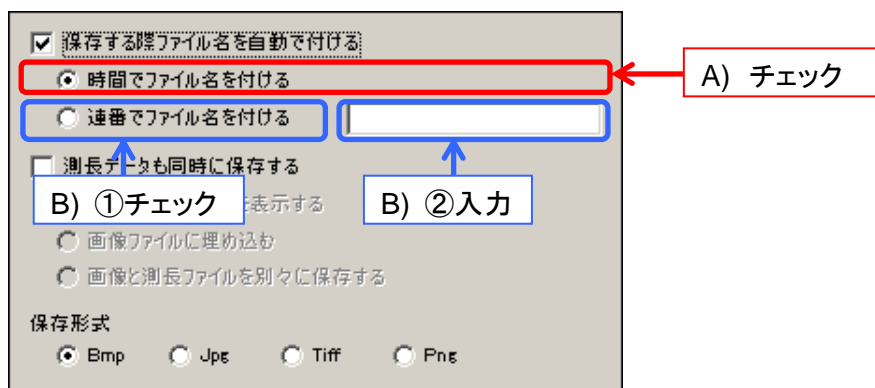 保存する際ファイル名を自動で付ける
時間でファイル名を付ける
A) チェック
連番でファイル名を付ける
測長データも同時に保存する
B) ①チェック
を表示する
B) ②入力
画像ファイルに埋め込む
画像と測長ファイルを別々に保存する
保存形式
Bmp Jpg Tiff Png